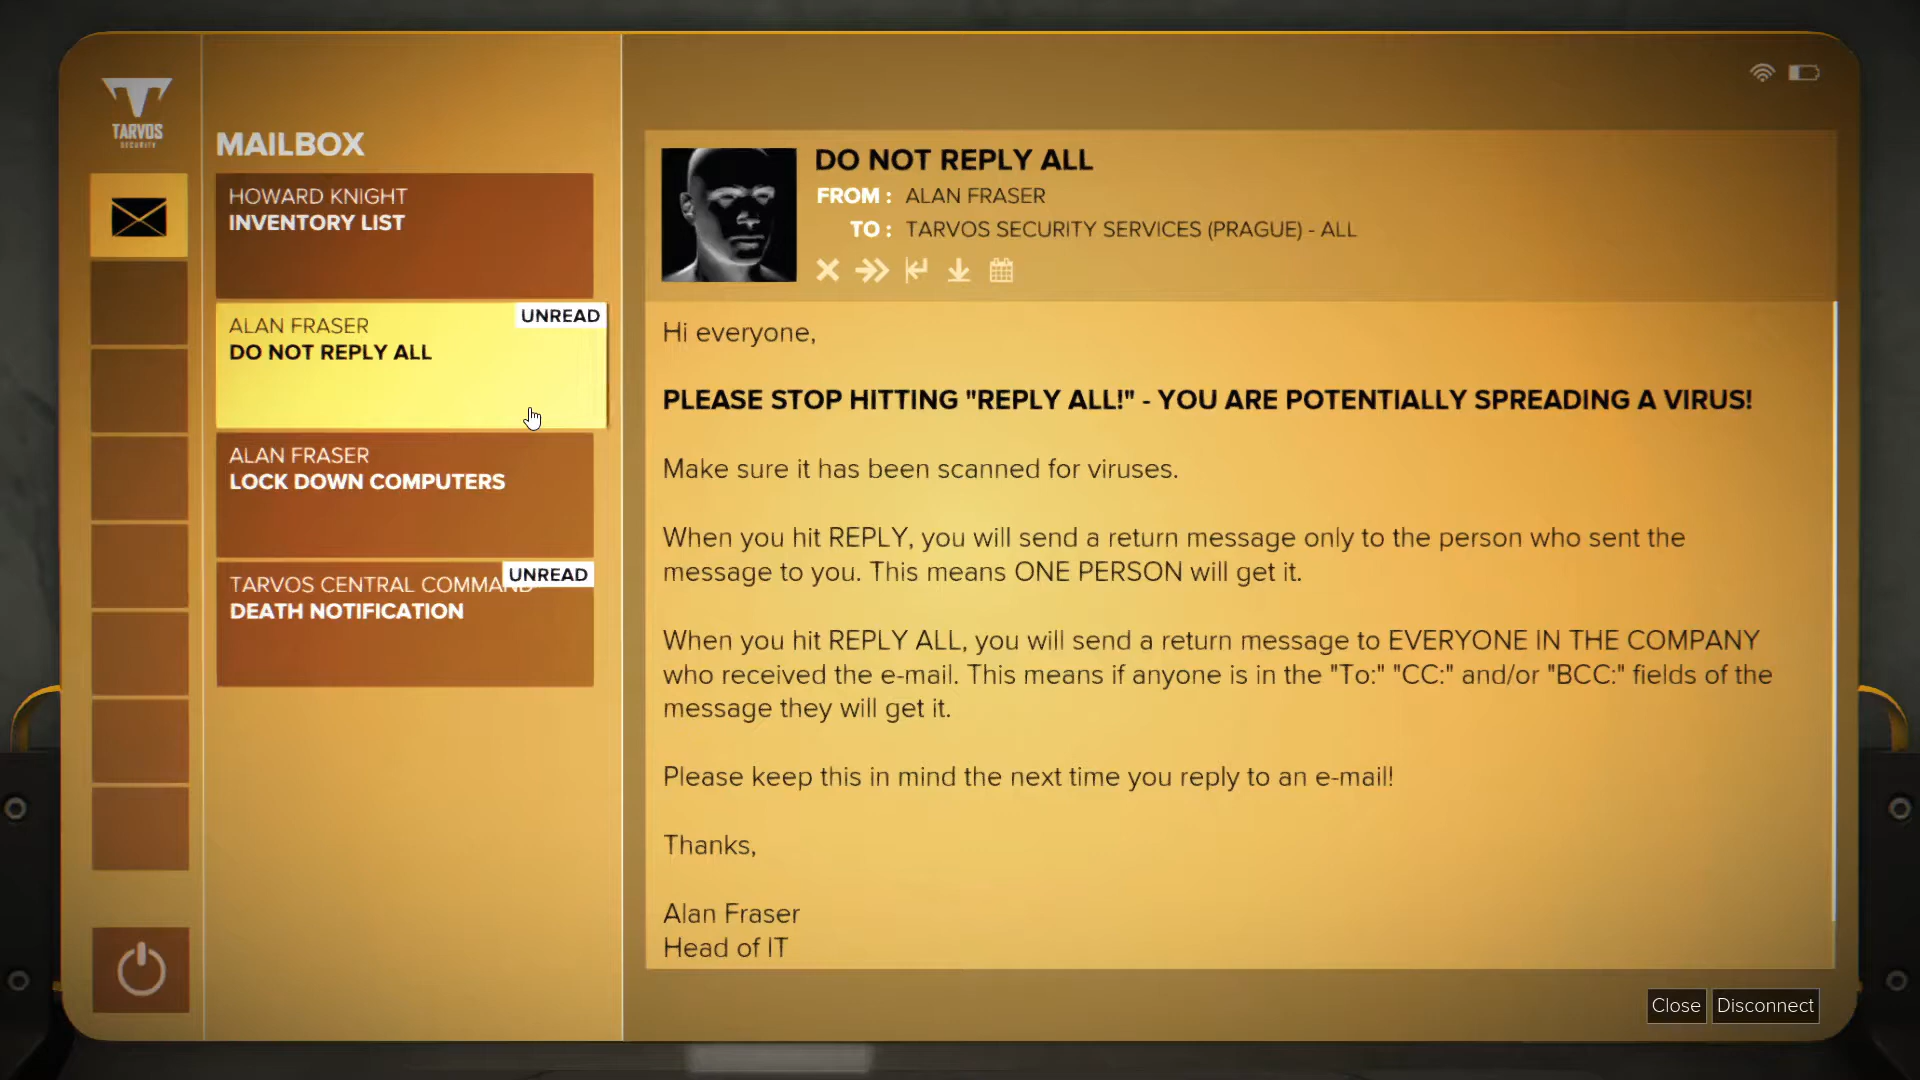 TARVOS
SECURITY
MAILBOX
HOWARD KNIGHT
INVENTORY LIST
UNREAD
ALAN FRASER
DO NOT REPLY ALL
ALAN FRASER
LOCK DOWN COMPUTERS
UNREAD
TARVOS CENTRAL COMMAND
DEATH NOTIFICATION
DO NOT REPLY ALL
FROM : ALAN FRASER
TO : TARVOS SECURITY SERVICES (PRAGUE) - ALL
Hi everyone,
PLEASE STOP HITTING "REPLY ALL!" - YOU ARE POTENTIALLY SPREADING A VIRUS!
Make sure it has been scanned for viruses.
When you hit REPLY, you will send a return message only to the person who sent the
message to you. This means ONE PERSON will get it.
When you hit REPLY ALL, you will send a return message to EVERYONE IN THE COMPANY
who received the e-mail. This means if anyone is in the "To:" "CC:" and/or "BCC:" fields of the
message they will get it.
Please keep this in mind the next time you reply to an e-mail!
Thanks,
Alan Fraser
Head of IT
Close
Disconnect